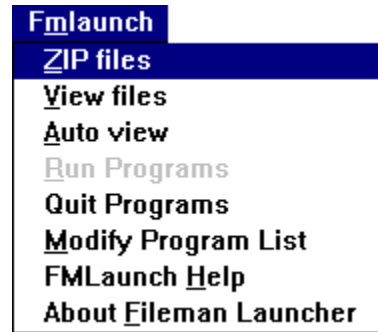 Fmlaunch
ZIP files
View files
Auto view
Run Programs
Quit Programs
Modify Program List
FMLaunch Help
About Fileman Launcher